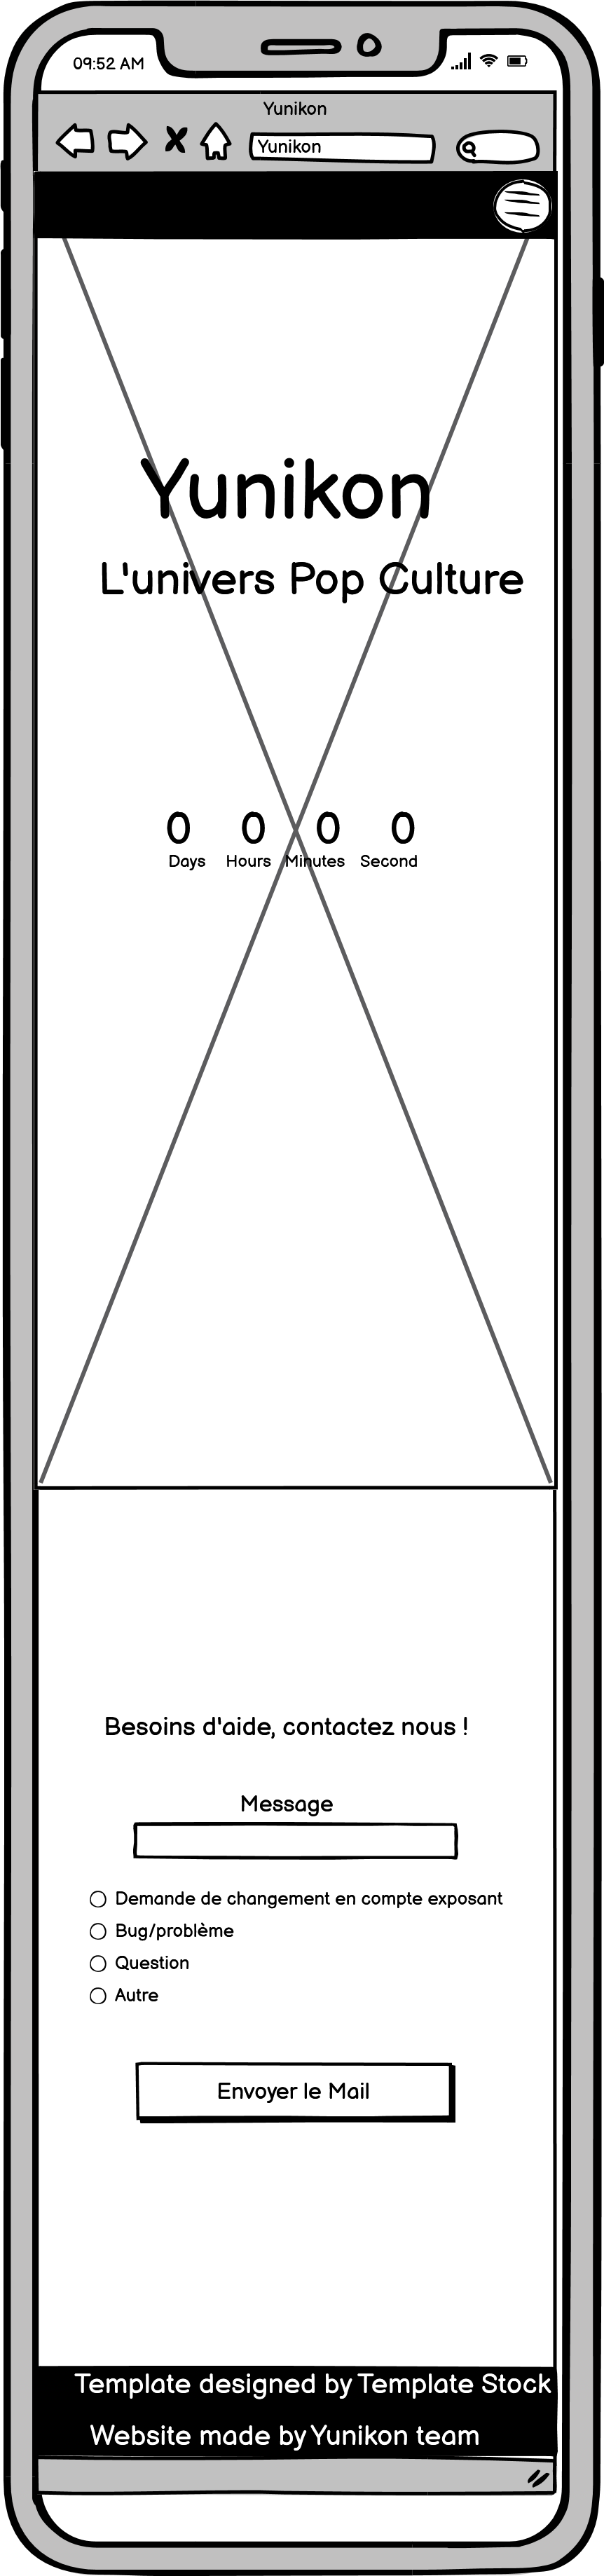 09:52 AM
Yunikon
Yunikon
Yunikon
L'univers Pop Culture
0 0 0 0
Days Hours Minutes Second
Besoins d'aide, contactez nous !
Message
Demande de changement en compte exposant
Bug/problème
Question
Autre
Envoyer le Mail
Template designed by Template Stock
Website made by Yunikon team